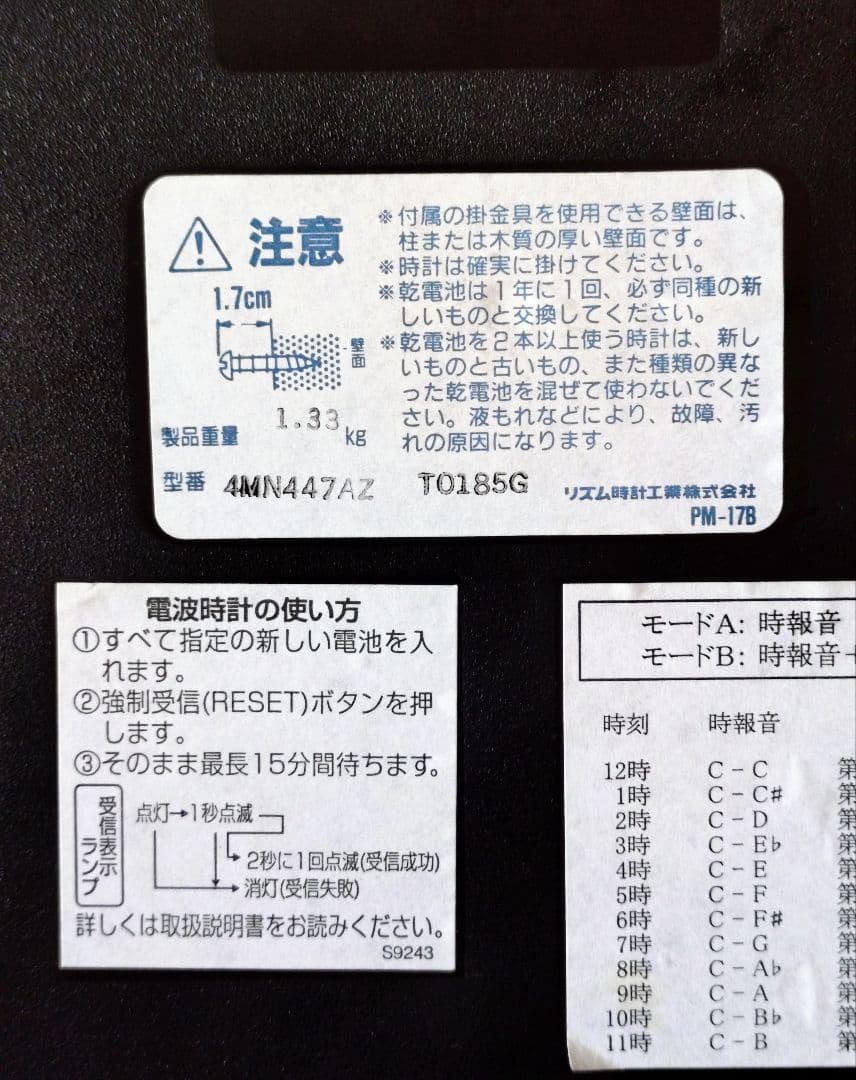 注意
1.7cm
壁面
製品重量 1.33 kg
※付属の掛金具を使用できる壁面は、
柱または木質の厚い壁面です。
※時計は確実に掛けてください。
※乾電池は1年に1回、必ず同種の新
しいものと交換してください。
※乾電池を2本以上使う時計は、新し
いものと古いもの、また種類の異な
った乾電池を混ぜて使わないでくだ
さい。液もれなどにより、故障、汚
れの原因になります。
型番 4MN447AZ T0185G リズム時計工業株式会社
PM-17B
電波時計の使い方
①すべて指定の新しい電池を入
れます。
②強制受信(RESET)ボタンを押
します。
③そのまま最長15分間待ちます。
受信表示
ランプ
点灯→1秒点滅
2秒に1回点滅(受信成功)
消灯(受信失敗)
詳しくは取扱説明書をお読みください。
S9243
モードA: 時報音
モードB: 時報音+
時刻 時報音
12時 C - C 第
1時 C - C♯ 第
2時 C - D 第
3時 C - E♭ 第
4時 C - E 第
5時 C - F 第
6時 C - F♯ 第
7時 C - G 第
8時 C - A♭ 第
9時 C - A 第
10時 C - B♭ 第
11時 C - B 第